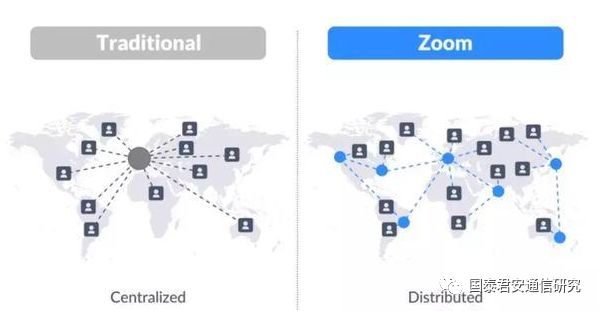 Traditional
Zoom
Centralized
Distributed
国泰君安通信研究